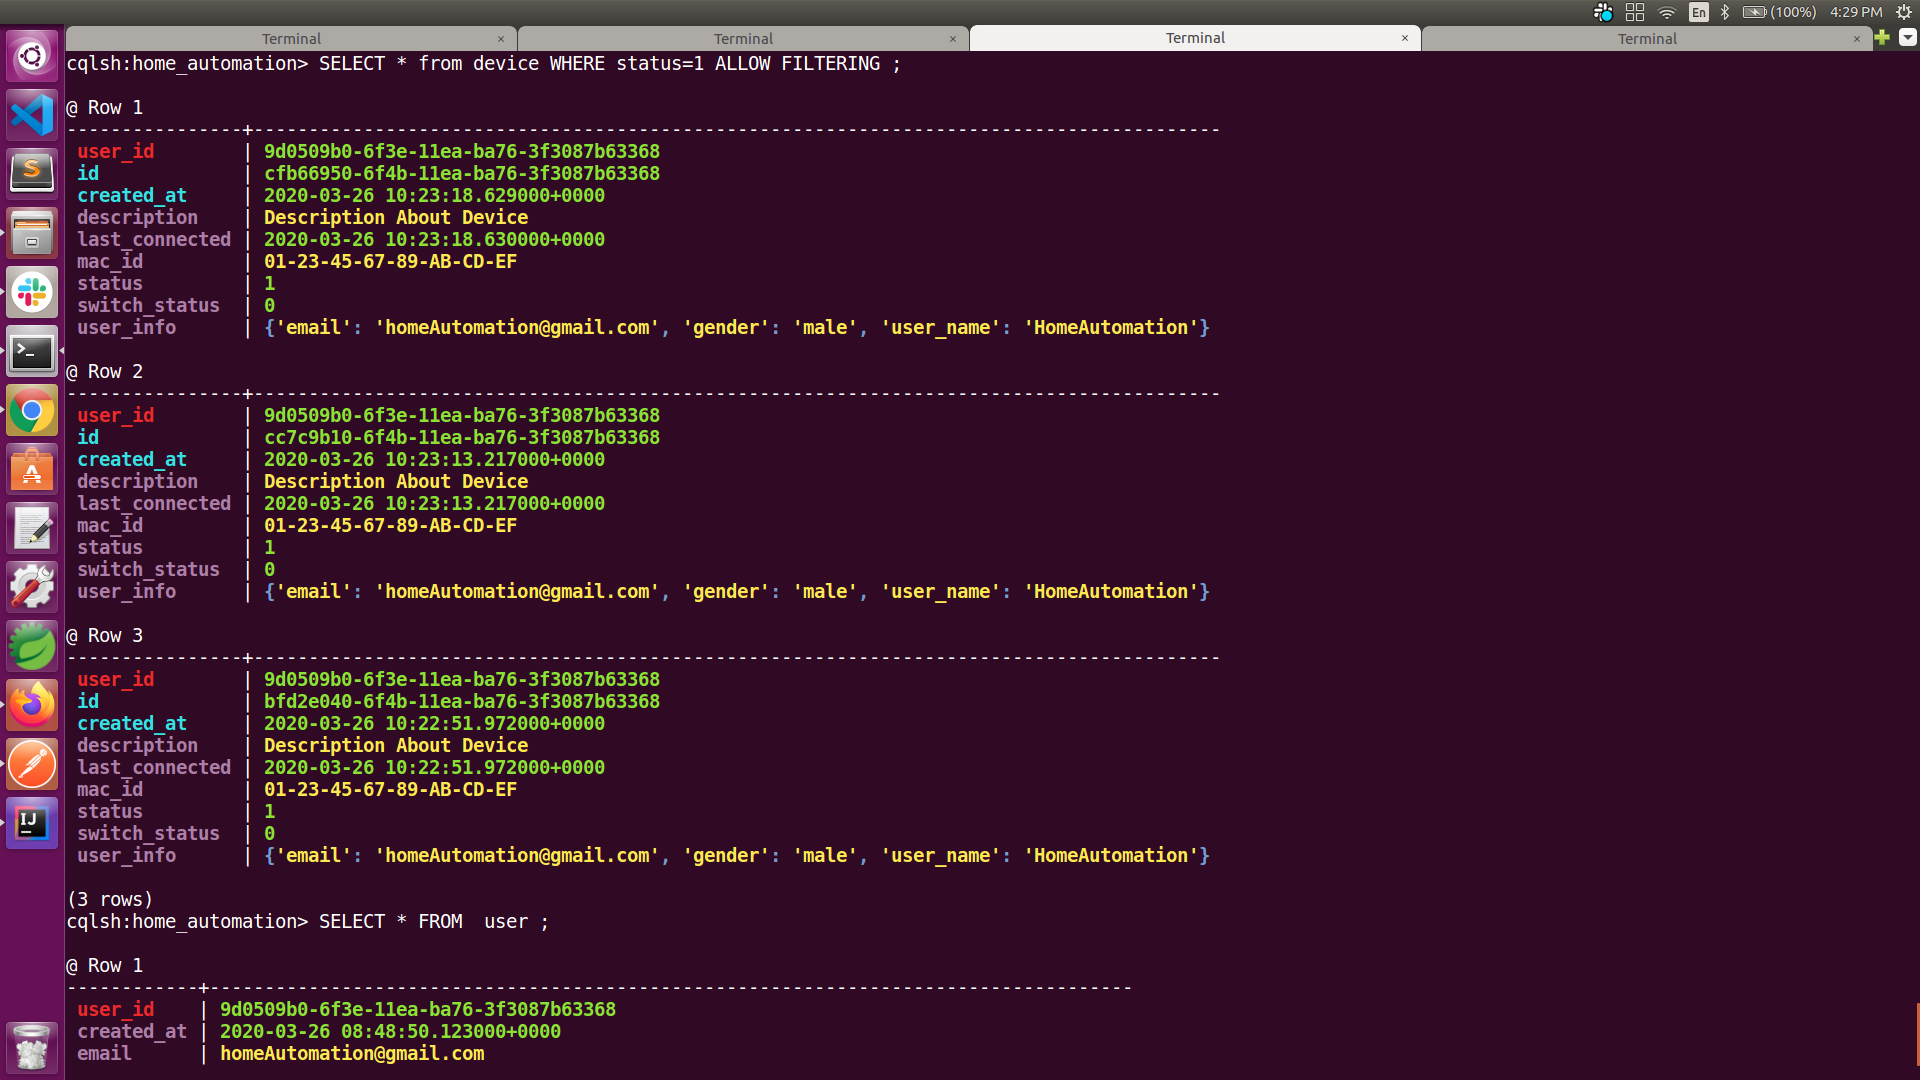 En (100%) 4:29 PM
Terminal × Terminal × Terminal × Terminal ×
cqlsh:home_automation> SELECT * from device WHERE status=1 ALLOW FILTERING ;
@ Row 1
----------------+----------------------------------------------------------------------------------------
user_id | 9d0509b0-6f3e-11ea-ba76-3f3087b63368
id | cfb66950-6f4b-11ea-ba76-3f3087b63368
created_at | 2020-03-26 10:23:18.629000+0000
description | Description About Device
last_connected | 2020-03-26 10:23:18.630000+0000
mac_id | 01-23-45-67-89-AB-CD-EF
status | 1
switch_status | 0
user_info | {'email': 'homeAutomation@gmail.com', 'gender': 'male', 'user_name': 'HomeAutomation'}
@ Row 2
----------------+----------------------------------------------------------------------------------------
user_id | 9d0509b0-6f3e-11ea-ba76-3f3087b63368
id | cc7c9b10-6f4b-11ea-ba76-3f3087b63368
created_at | 2020-03-26 10:23:13.217000+0000
description | Description About Device
last_connected | 2020-03-26 10:23:13.217000+0000
mac_id | 01-23-45-67-89-AB-CD-EF
status | 1
switch_status | 0
user_info | {'email': 'homeAutomation@gmail.com', 'gender': 'male', 'user_name': 'HomeAutomation'}
@ Row 3
----------------+----------------------------------------------------------------------------------------
user_id | 9d0509b0-6f3e-11ea-ba76-3f3087b63368
id | bfd2e040-6f4b-11ea-ba76-3f3087b63368
created_at | 2020-03-26 10:22:51.972000+0000
description | Description About Device
last_connected | 2020-03-26 10:22:51.972000+0000
mac_id | 01-23-45-67-89-AB-CD-EF
status | 1
switch_status | 0
user_info | {'email': 'homeAutomation@gmail.com', 'gender': 'male', 'user_name': 'HomeAutomation'}
(3 rows)
cqlsh:home_automation> SELECT * FROM  user ;
@ Row 1
------------+------------------------------------------------------------------------------------
user_id | 9d0509b0-6f3e-11ea-ba76-3f3087b63368
created_at | 2020-03-26 08:48:50.123000+0000
email | homeAutomation@gmail.com